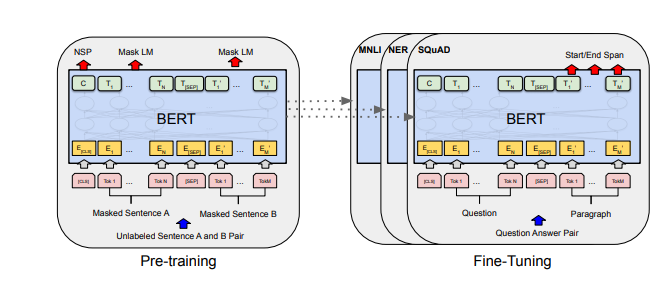 NSP Mask LM Mask LM
C T1 ... TN T[SEP] T1' ... TM'
BERT
E[CLS] E1 ... EN E[SEP] E1' ... EM'
[CLS] Tok 1 ... Tok N [SEP] Tok 1 ... TokM
Masked Sentence A Masked Sentence B
Unlabeled Sentence A and B Pair
Pre-training
MNLI NER SQuAD
Start/End Span
C T1 ... TN T[SEP] T1' ... TM'
BERT
E[CLS] E1 ... EN E[SEP] E1' ... EM'
[CLS] Tok 1 ... Tok N [SEP] Tok 1 ... TokM
Question Paragraph
Question Answer Pair
Fine-Tuning